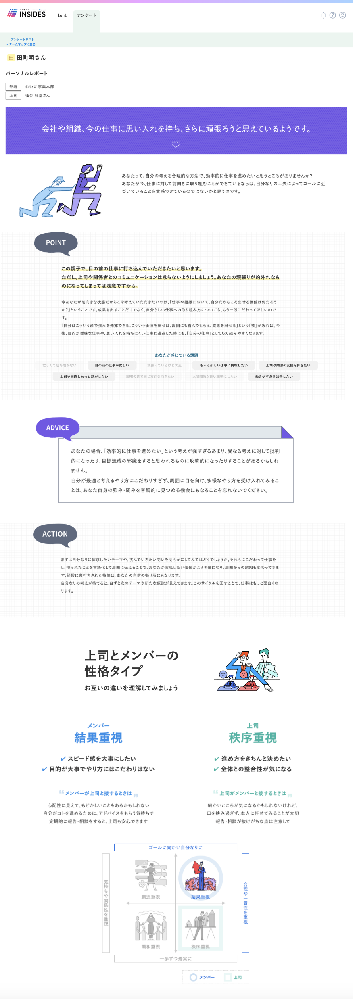 インサイズ
INSIDES
1on1
アンケート
アンケートリスト
< チームマップに戻る
田 田町明さん
パーソナルレポート
部署 ｲﾝｻｲｽﾞ 事業本部
上司 仙台 杜都さん
会社や組織、今の仕事に思い入れを持ち、さらに頑張ろうと思えているようです。
scroll
あなたって、自分の考える合理的な方法で、効率的に仕事を進めたいと思うところがありませんか？
あなたが今、仕事に対して前向きに取り組むことができているならば、自分なりの工夫によってゴールに近
づいていることを実感できているのではないかと思うのです。
POINT
この調子で、目の前の仕事に打ち込んでいただきたいと思います。
ただし、上司や関係者とのコミュニケーションは怠らないようにしましょう。あなたの頑張りが的外れなも
のになってしまっては残念ですから。
今あなたが前向きな状態だからこそ考えていただきたいのは、「仕事や組織において、自分だからこそ出せる価値は何だろう
か？」ということです。成果を出すことだけでなく、自分らしい仕事への取り組み方についても、もう一段こだわってほしいので
す。
「自分はこういう形で強みを発揮できる。こういう価値を出せば、周囲にも喜んでもらえ、成果を出せる」という「核」があれば、今
後、目的が曖昧な仕事や、思い入れを持ちにくい仕事に遭遇した時にも、「自分の仕事」として取り組みやすくなります。
あなたが感じている課題
忙しくて落ち着かない 目の前の仕事が忙しい 頑張っているけど大変 もっと新しい仕事に挑戦したい 上司や同僚の支援を仰ぎたい
上司や同僚ともっと話がしたい 職場の皆で同じ方向を向きたい 人間関係が良い職場にしたい 働きやすさを改善したい
ADVICE
あなたの場合、「効率的に仕事を進めたい」という考えが強すぎるあまり、異なる考えに対して批判
的になったり、目標達成の邪魔をすると思われるものに攻撃的になったりすることがあるかもしれ
ません。
自分が最適と考えるやり方にこだわりすぎず、周囲に目を向け、多様なやり方を受け入れてみるこ
とは、あなた自身の強み・弱みを客観的に見つめる機会にもなることを忘れないでください。
ACTION
まずは自分なりに探求したいテーマや、挑んでいきたい問いを明らかにしてみてはどうでしょうか。それらにこだわって仕事を
し、得られたことを言語化して周囲に伝えることで、あなたが実現したい価値がより明確になり、周囲からの認知も変わってきま
す。経験に裏打ちされた持論は、あなたの自信の拠り所にもなります。
自分なりの考えが持てると、自ずと次のテーマや新たな仮説が見えてきます。このサイクルを回すことで、仕事はもっと面白くな
ります。
上司とメンバーの
性格タイプ
お互いの違いを理解してみましょう
メンバー
結果重視
✓ スピード感を大事にしたい
✓ 目的が大事でやり方にはこだわりはない
“メンバーが上司と接するときは”
心配性に見えて、もどかしいこともあるかもしれない
自分がコトを進めるために、アドバイスをもらう気持ちで
定期的に報告・相談をすると、上司も安心できます
上司
秩序重視
✓ 進め方をきちんと決めたい
✓ 全体との整合性が気になる
“上司がメンバーと接するときは”
細かいところが気になるかもしれないけれど、
口を挟み過ぎず、本人に任せてみることが大切
報告・相談が抜けがちな点は注意して
ゴールに向かい自分なりに
気持ちや関係性を重視
合理や一貫性を重視
創造重視
結果重視
調和重視
秩序重視
一歩ずつ着実に
メンバー
上司